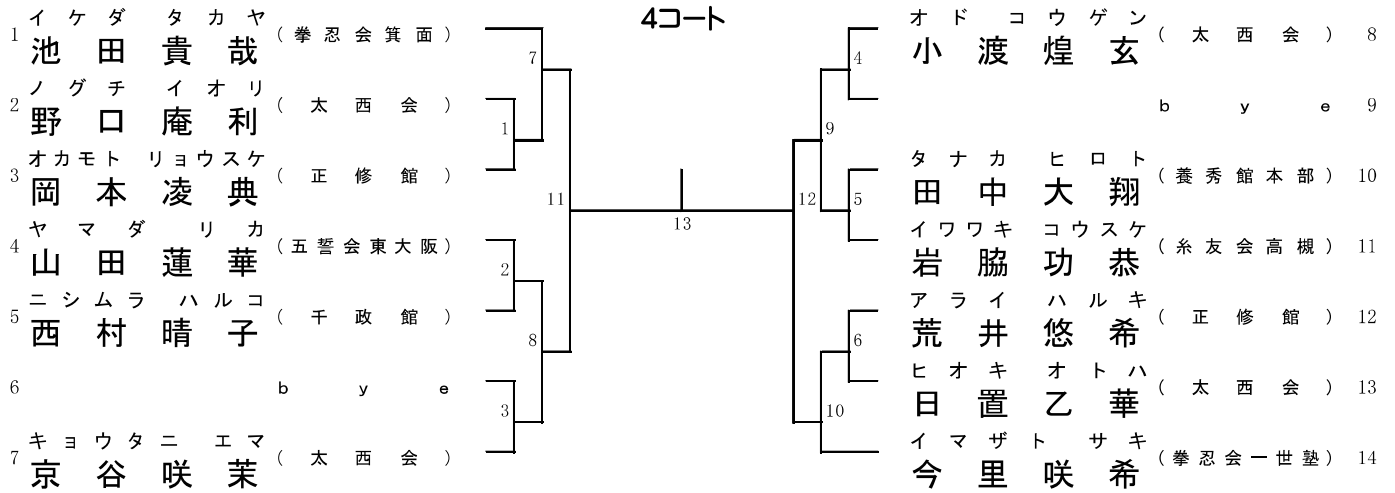 4コート
イケダ タカヤ
1 池田貴哉 (拳忍会箕面)
ノグチ イオリ
2 野口庵利 (太西会)
オカモト リョウスケ
3 岡本凌典 (正修館)
ヤマダ リカ
4 山田蓮華 (五誓会東大阪)
ニシムラ ハルコ
5 西村晴子 (千政館)
6 bye
キョウタニ エマ
7 京谷咲茉 (太西会)
7
1
11
2
8
3
13
4
9
12
5
6
10
オド コウゲン
小渡煌玄 (太西会) 8
bye 9
タナカ ヒロト
田中大翔 (養秀館本部) 10
イワワキ コウスケ
岩脇功恭 (糸友会高槻) 11
アライ ハルキ
荒井悠希 (正修館) 12
ヒオキ オトハ
日置乙華 (太西会) 13
イマザト サキ
今里咲希 (拳忍会一世塾) 14